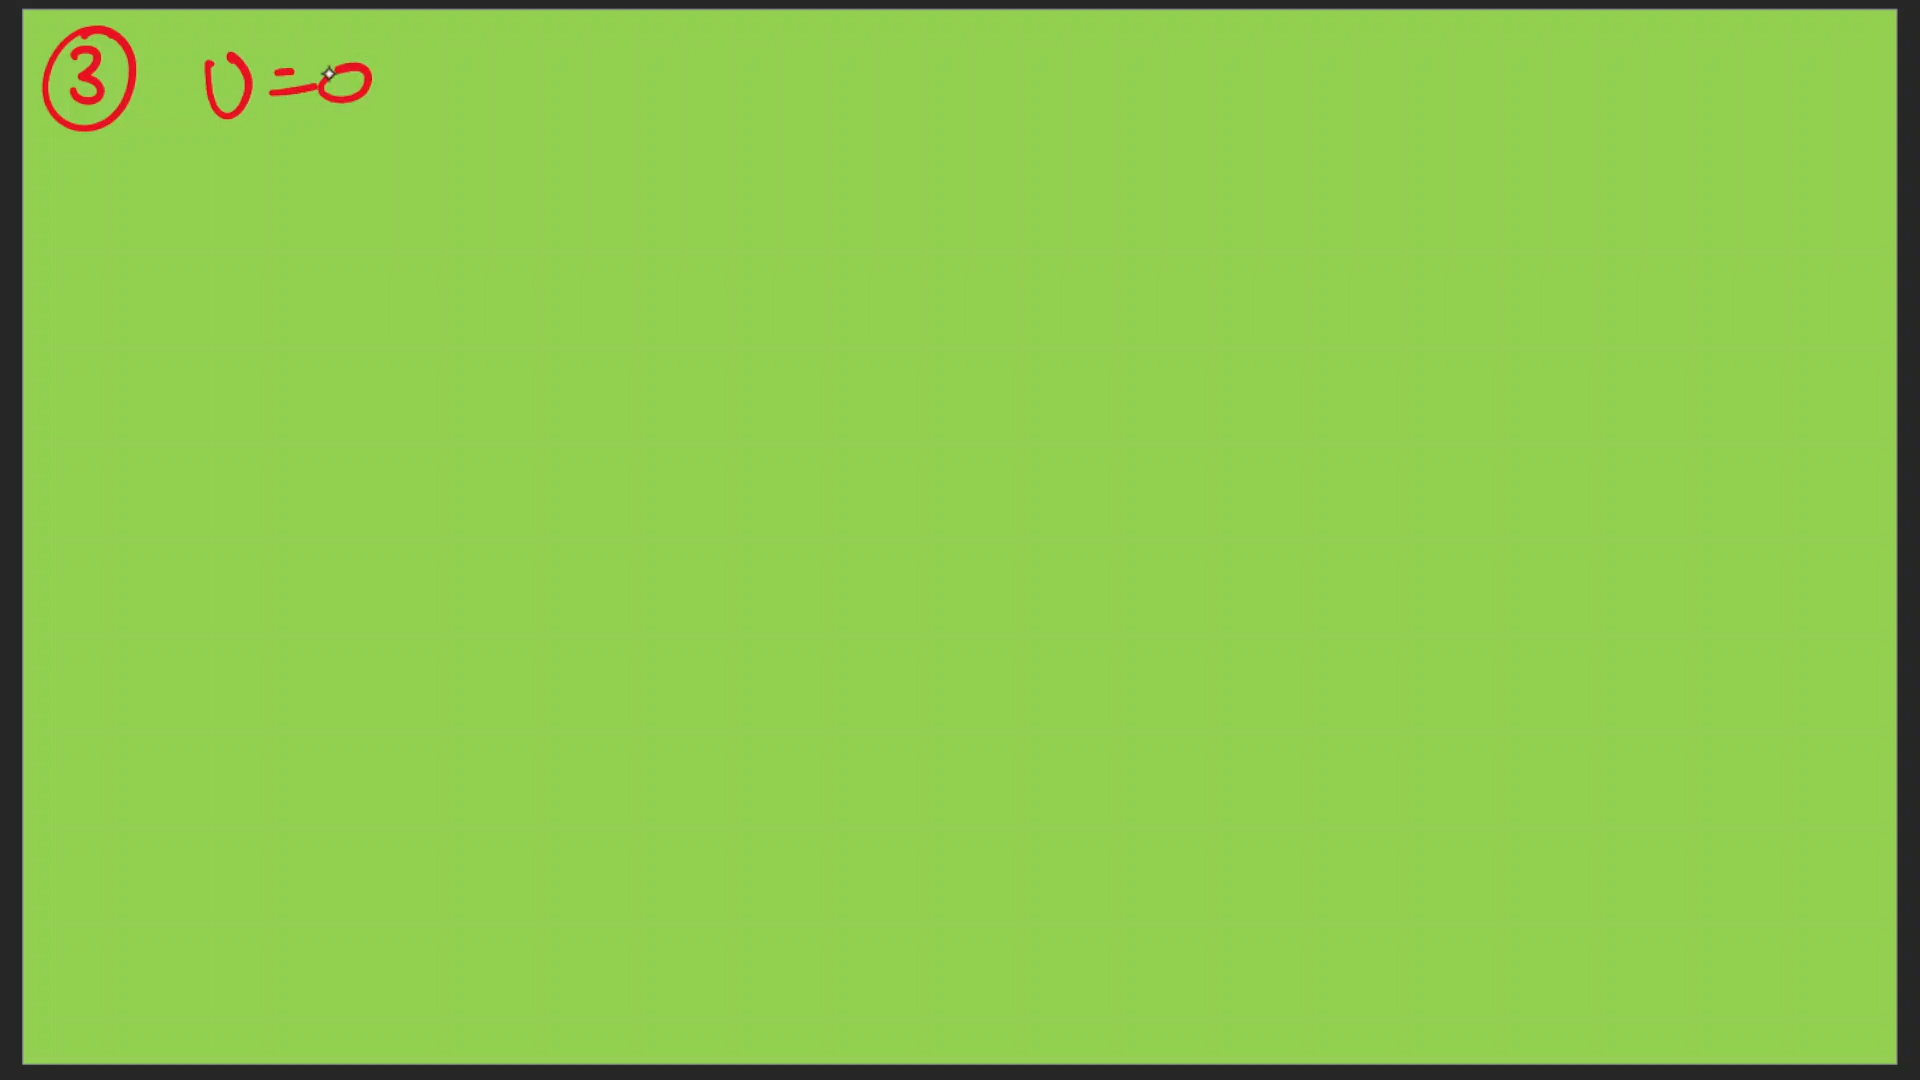 ③ U = 0